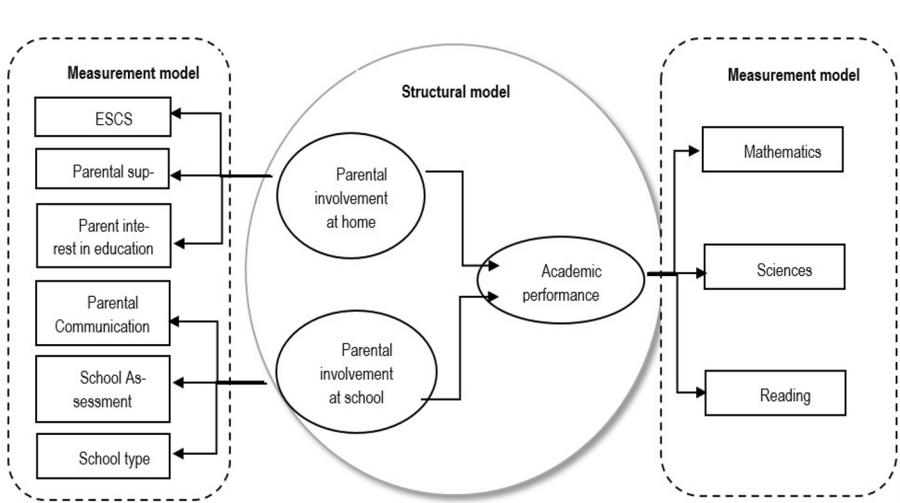 Measurement model
ESCS
Parental sup-
Parent inte-
rest in education
Parental
Communication
School As-
sessment
School type
Structural model
Parental
involvement
at home
Parental
involvement
at school
Academic
performance
Measurement model
Mathematics
Sciences
Reading